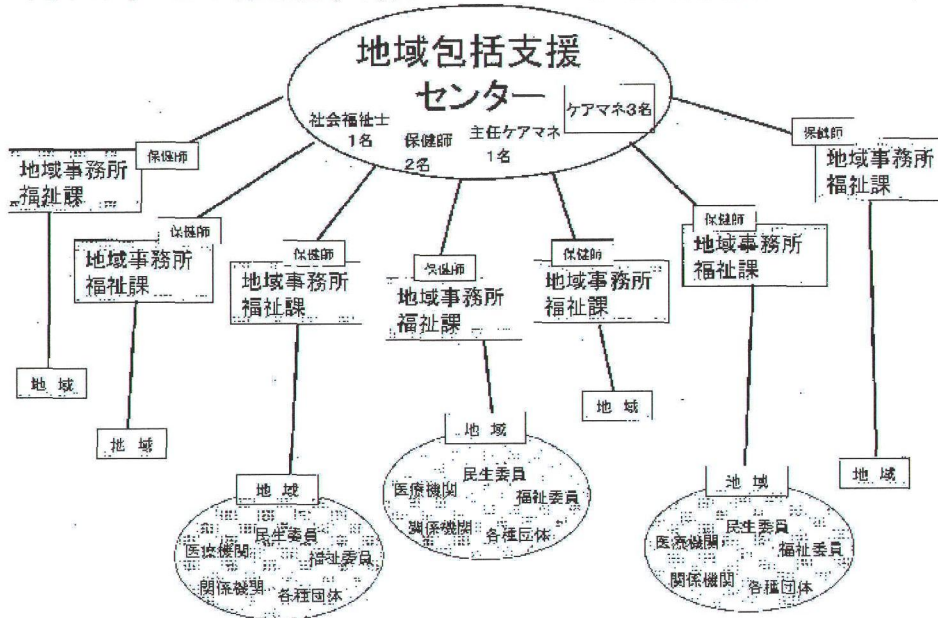 地域包括支援
センター
社会福祉士
1名
保健師
2名
主任ケアマネ
1名
ケアマネ3名
保健師
地域事務所
福祉課
保健師
地域事務所
福祉課
保健師
地域事務所
福祉課
保健師
地域事務所
福祉課
保健師
地域事務所
福祉課
保健師
地域事務所
福祉課
保健師
地域事務所
福祉課
地 域
地 域
地 域
民生委員
医療機関
福祉委員
関係機関
各種団体
地 域
民生委員
医療機関
福祉委員
関係機関
各種団体
地 域
地 域
民生委員
医療機関
福祉委員
関係機関
各種団体
地 域